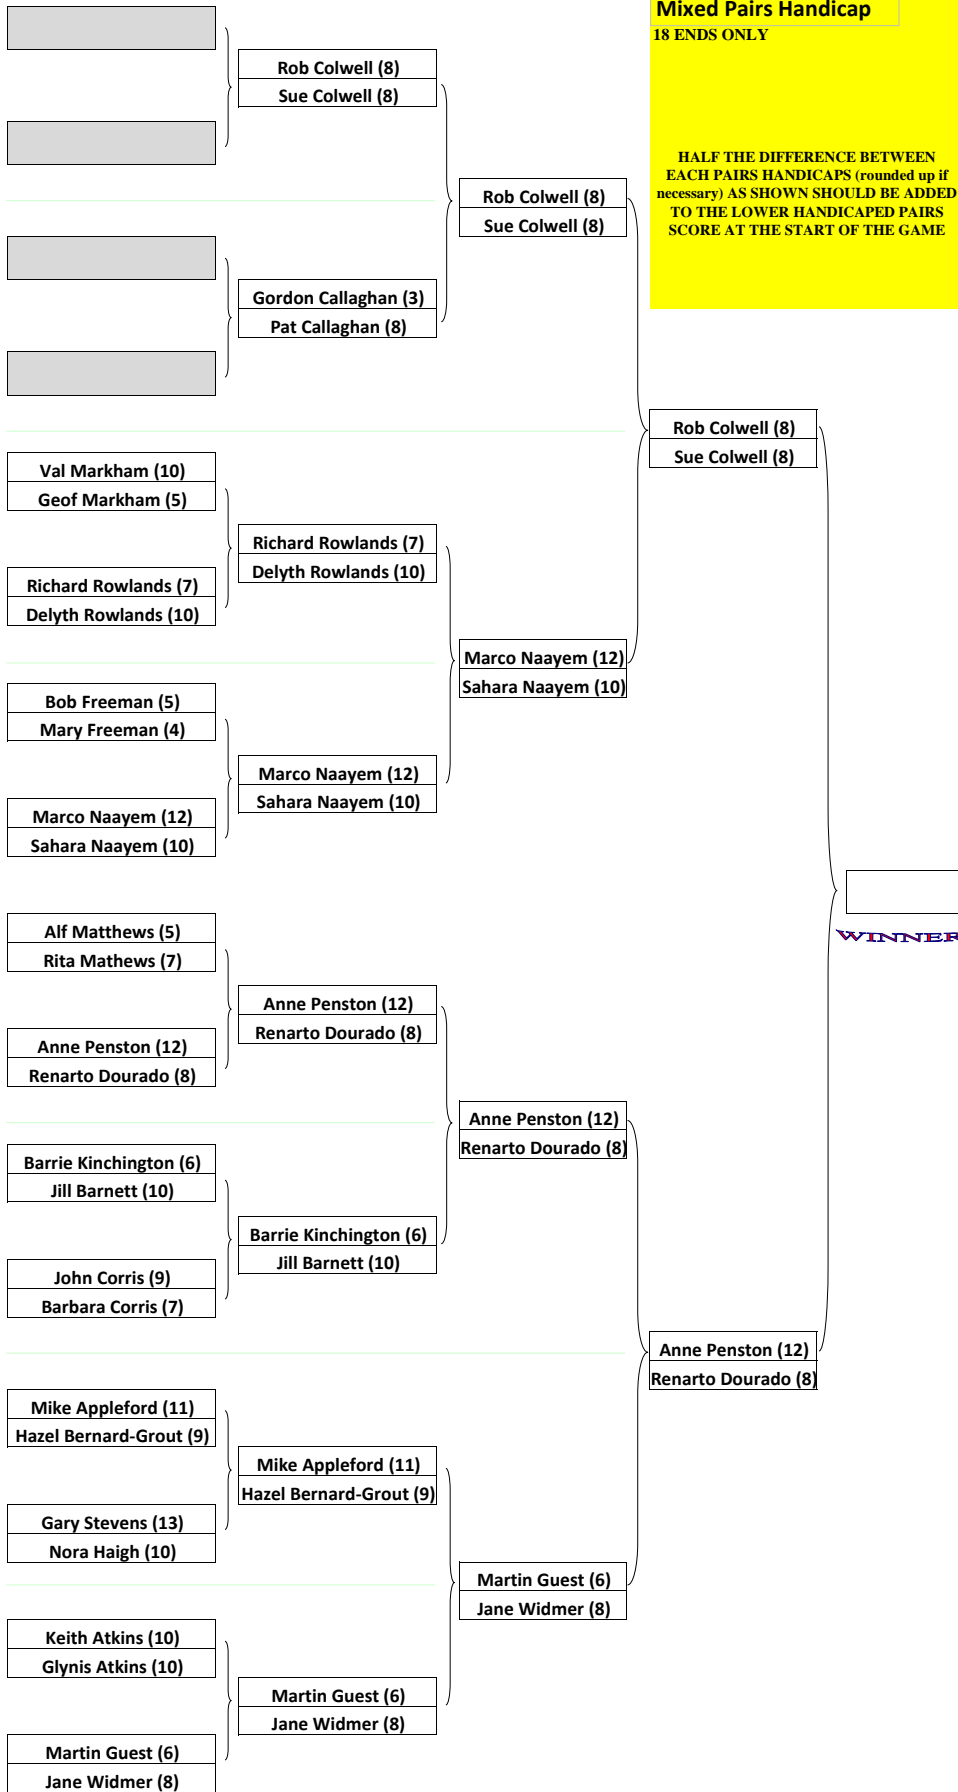 Mixed Pairs Handicap
18 ENDS ONLY
HALF THE DIFFERENCE BETWEEN
EACH PAIRS HANDICAPS (rounded up if
necessary) AS SHOWN SHOULD BE ADDED
TO THE LOWER HANDICAPED PAIRS
SCORE AT THE START OF THE GAME
Rob Colwell (8)
Sue Colwell (8)
Gordon Callaghan (3)
Pat Callaghan (8)
Rob Colwell (8)
Sue Colwell (8)
Val Markham (10)
Geof Markham (5)
Richard Rowlands (7)
Delyth Rowlands (10)
Richard Rowlands (7)
Delyth Rowlands (10)
Bob Freeman (5)
Mary Freeman (4)
Marco Naayem (12)
Sahara Naayem (10)
Marco Naayem (12)
Sahara Naayem (10)
Marco Naayem (12)
Sahara Naayem (10)
Rob Colwell (8)
Sue Colwell (8)
Alf Matthews (5)
Rita Mathews (7)
Anne Penston (12)
Renarto Dourado (8)
Anne Penston (12)
Renarto Dourado (8)
Barrie Kinchington (6)
Jill Barnett (10)
John Corris (9)
Barbara Corris (7)
Barrie Kinchington (6)
Jill Barnett (10)
Anne Penston (12)
Renarto Dourado (8)
Mike Appleford (11)
Hazel Bernard-Grout (9)
Gary Stevens (13)
Nora Haigh (10)
Mike Appleford (11)
Hazel Bernard-Grout (9)
Keith Atkins (10)
Glynis Atkins (10)
Martin Guest (6)
Jane Widmer (8)
Martin Guest (6)
Jane Widmer (8)
Martin Guest (6)
Jane Widmer (8)
Anne Penston (12)
Renarto Dourado (8)
WINNER